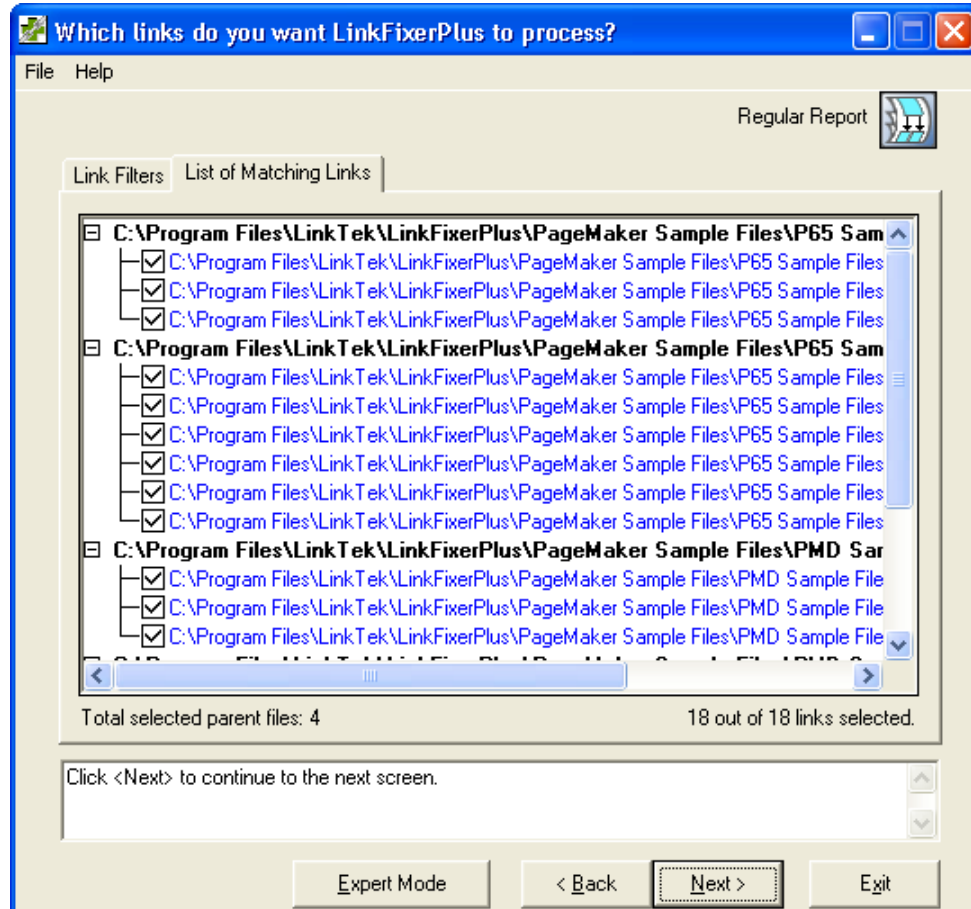 Which links do you want LinkFixerPlus to process?
File Help
Regular Report
Link Filters List of Matching Links
C:\Program Files\LinkTek\LinkFixerPlus\PageMaker Sample Files\P65 Sam
C:\Program Files\LinkTek\LinkFixerPlus\PageMaker Sample Files\P65 Sample Files
C:\Program Files\LinkTek\LinkFixerPlus\PageMaker Sample Files\P65 Sample Files
C:\Program Files\LinkTek\LinkFixerPlus\PageMaker Sample Files\P65 Sample Files
C:\Program Files\LinkTek\LinkFixerPlus\PageMaker Sample Files\P65 Sam
C:\Program Files\LinkTek\LinkFixerPlus\PageMaker Sample Files\P65 Sample Files
C:\Program Files\LinkTek\LinkFixerPlus\PageMaker Sample Files\P65 Sample Files
C:\Program Files\LinkTek\LinkFixerPlus\PageMaker Sample Files\P65 Sample Files
C:\Program Files\LinkTek\LinkFixerPlus\PageMaker Sample Files\P65 Sample Files
C:\Program Files\LinkTek\LinkFixerPlus\PageMaker Sample Files\P65 Sample Files
C:\Program Files\LinkTek\LinkFixerPlus\PageMaker Sample Files\P65 Sample Files
C:\Program Files\LinkTek\LinkFixerPlus\PageMaker Sample Files\PMD Sar
C:\Program Files\LinkTek\LinkFixerPlus\PageMaker Sample Files\PMD Sample File
C:\Program Files\LinkTek\LinkFixerPlus\PageMaker Sample Files\PMD Sample File
C:\Program Files\LinkTek\LinkFixerPlus\PageMaker Sample Files\PMD Sample File
Total selected parent files: 4 18 out of 18 links selected.
Click <Next> to continue to the next screen.
Expert Mode < Back Next > Exit